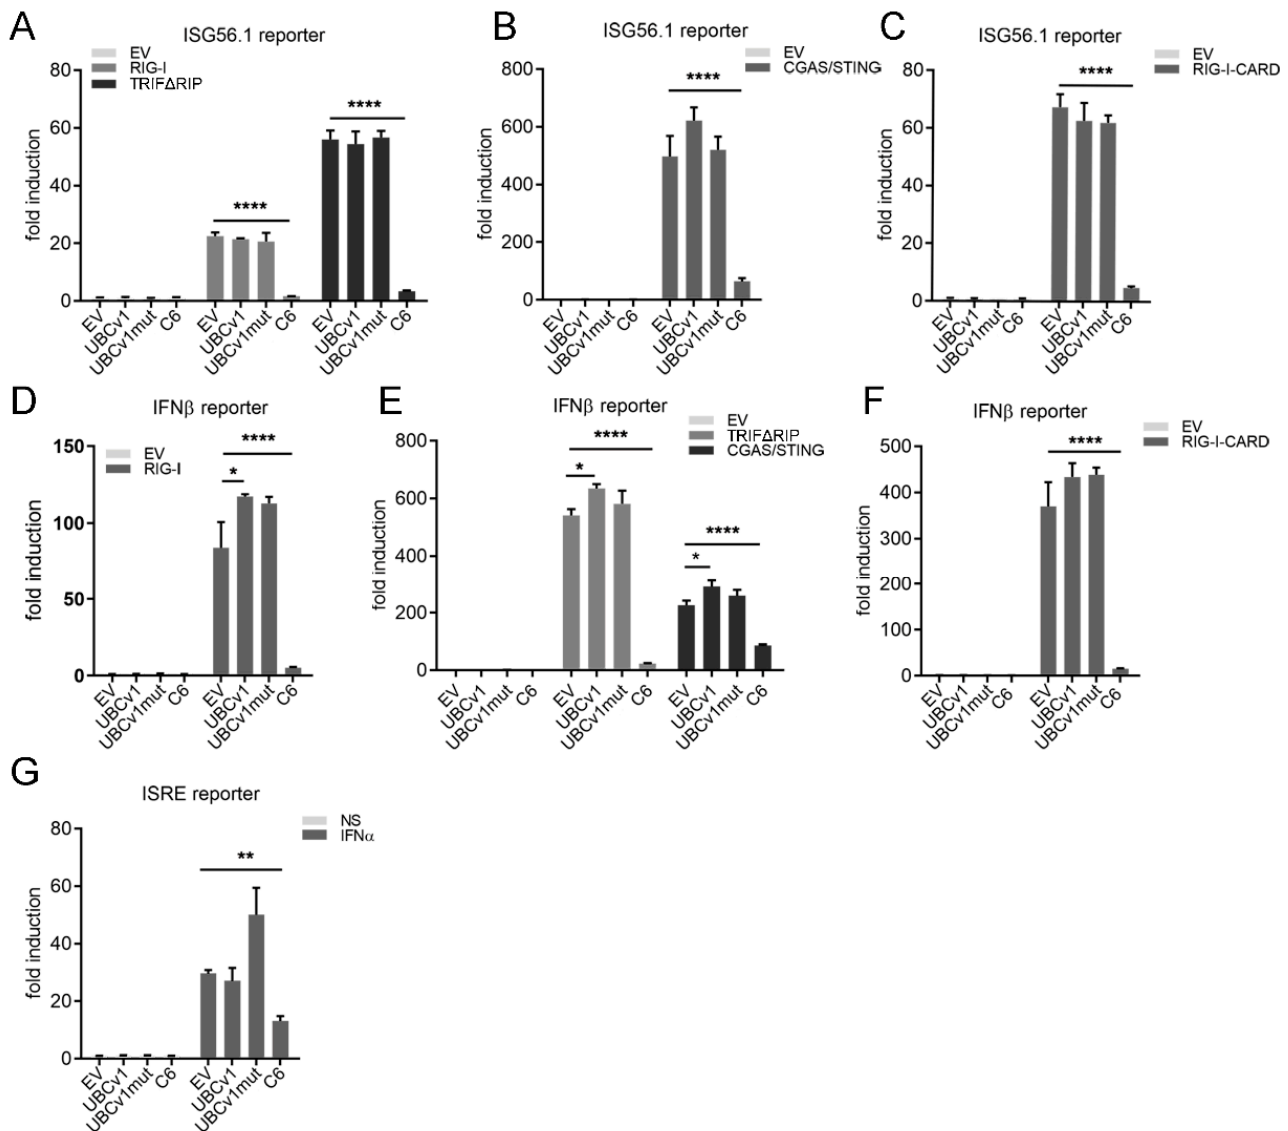 A
ISG56.1 reporter
EV
RIG-I
TRIFΔRIP
fold induction
80
60
40
20
0
****
****
EV
UBCv1
UBCv1mut
C6
EV
UBCv1
UBCv1mut
C6
EV
UBCv1
UBCv1mut
C6
B
ISG56.1 reporter
EV
CGAS/STING
fold induction
800
600
400
200
0
****
EV
UBCv1
UBCv1mut
C6
EV
UBCv1
UBCv1mut
C6
C
ISG56.1 reporter
EV
RIG-I-CARD
fold induction
80
60
40
20
0
****
EV
UBCv1
UBCv1mut
C6
EV
UBCv1
UBCv1mut
C6
D
IFNβ reporter
EV
RIG-I
fold induction
150
100
50
0
****
*
EV
UBCv1
UBCv1mut
C6
EV
UBCv1
UBCv1mut
C6
E
IFNβ reporter
EV
TRIFΔRIP
CGAS/STING
fold induction
800
600
400
200
0
****
*
****
*
EV
UBCv1
UBCv1mut
C6
EV
UBCv1
UBCv1mut
C6
EV
UBCv1
UBCv1mut
C6
F
IFNβ reporter
EV
RIG-I-CARD
fold induction
500
400
300
200
100
0
****
EV
UBCv1
UBCv1mut
C6
EV
UBCv1
UBCv1mut
C6
G
ISRE reporter
NS
IFNα
fold induction
80
60
40
20
0
**
EV
UBCv1
UBCv1mut
C6
EV
UBCv1
UBCv1mut
C6